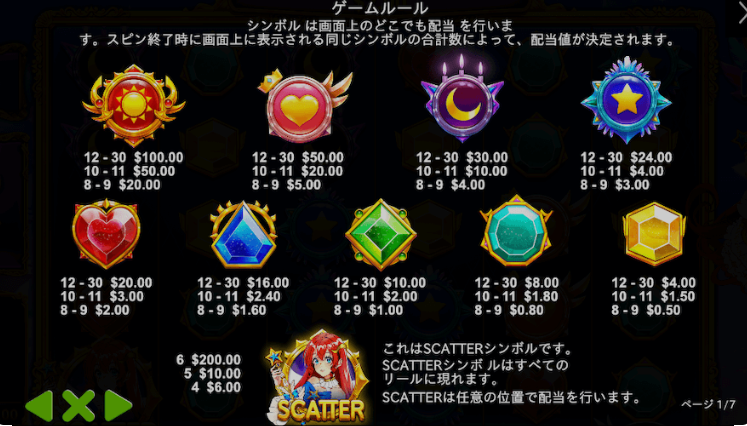 ゲームルール
シンボル は画面上のどこでも配当 を行いま
す。スピン終了時に画面上に表示される同じシンボルの合計数によって、配当値が決定されます。
12 - 30 $100.00
10 - 11 $50.00
8 - 9 $20.00
12 - 30 $50.00
10 - 11 $20.00
8 - 9 $5.00
12 - 30 $30.00
10 - 11 $10.00
8 - 9 $4.00
12 - 30 $24.00
10 - 11 $4.00
8 - 9 $3.00
12 - 30 $20.00
10 - 11 $3.00
8 - 9 $2.00
12 - 30 $16.00
10 - 11 $2.40
8 - 9 $1.60
12 - 30 $10.00
10 - 11 $2.00
8 - 9 $1.00
12 - 30 $8.00
10 - 11 $1.80
8 - 9 $0.80
12 - 30 $4.00
10 - 11 $1.50
8 - 9 $0.50
6 $200.00
5 $10.00
4 $6.00
SCATTER
これはSCATTERシンボルです。
SCATTERシンボ ルはすべての
リールに現れます。
SCATTERは任意の位置で配当を行います。
ページ 1/7